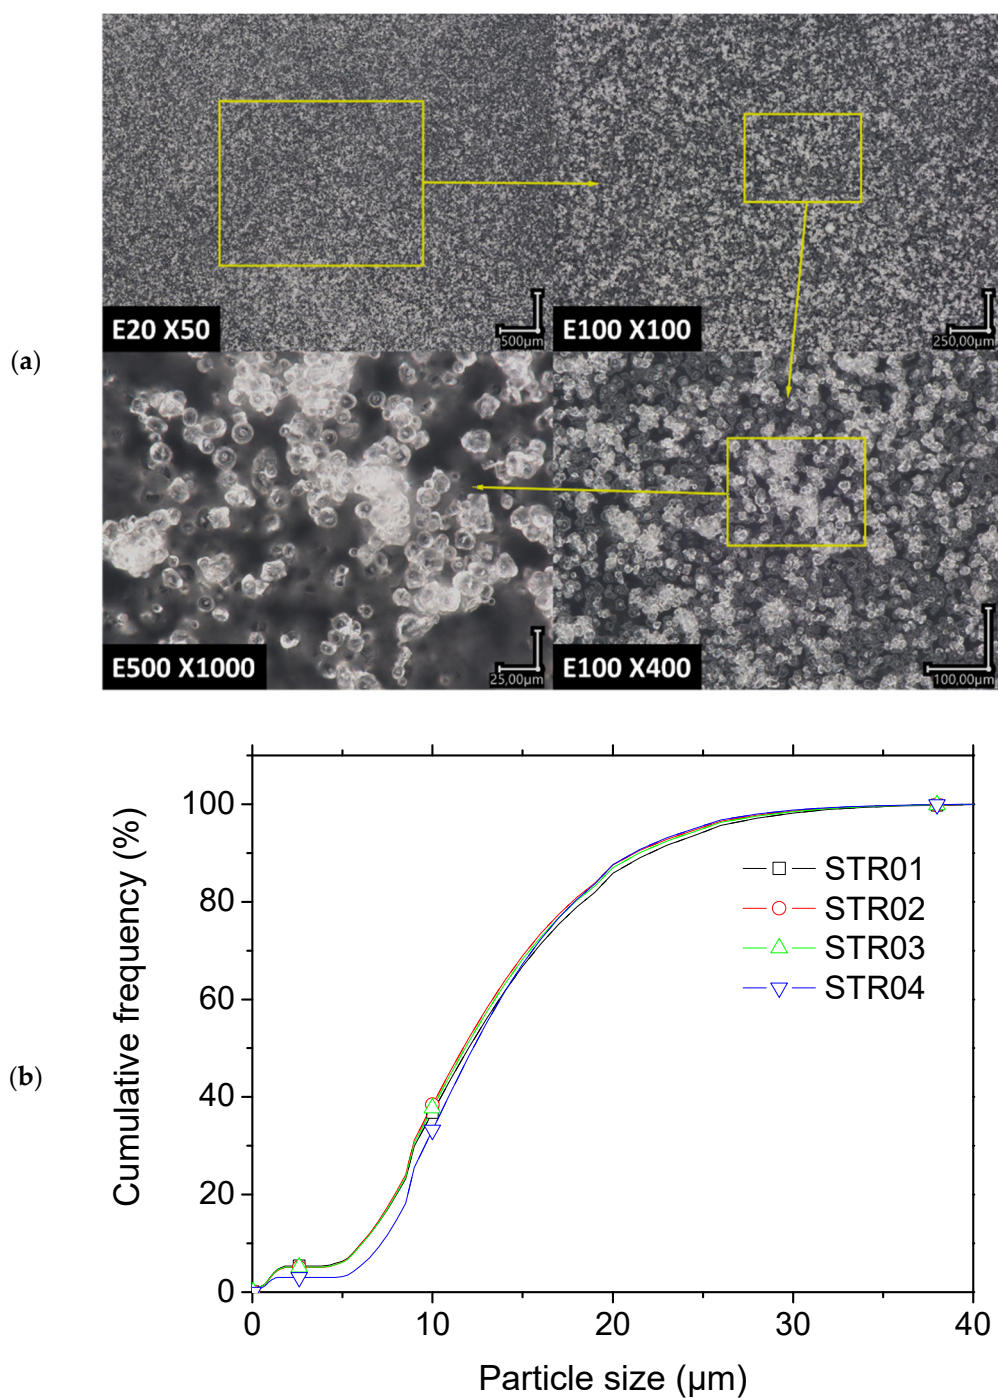 E20 X50
500µm
E100 X100
250,00µm
(a)
E500 X1000
25,00µm
E100 X400
100,00µm
100
80
60
40
20
0
Cumulative frequency (%)
STR01
STR02
STR03
STR04
(b)
0
10
20
30
40
Particle size (µm)